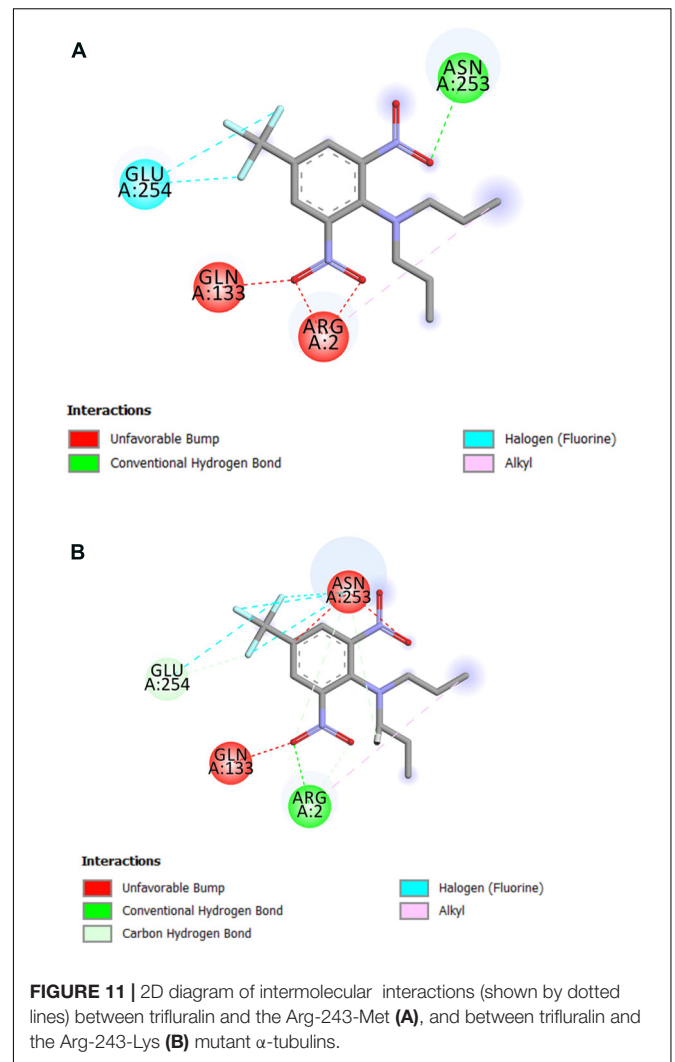 A
ASN
A:253
GLU
A:254
GLN
A:133
ARG
A:2
Interactions
Unfavorable Bump
Conventional Hydrogen Bond
Halogen (Fluorine)
Alkyl
B
ASN
A:253
GLU
A:254
GLN
A:133
ARG
A:2
Interactions
Unfavorable Bump
Conventional Hydrogen Bond
Carbon Hydrogen Bond
Halogen (Fluorine)
Alkyl
FIGURE 11 | 2D diagram of intermolecular interactions (shown by dotted
lines) between trifluralin and the Arg-243-Met (A), and between trifluralin and
the Arg-243-Lys (B) mutant α-tubulins.